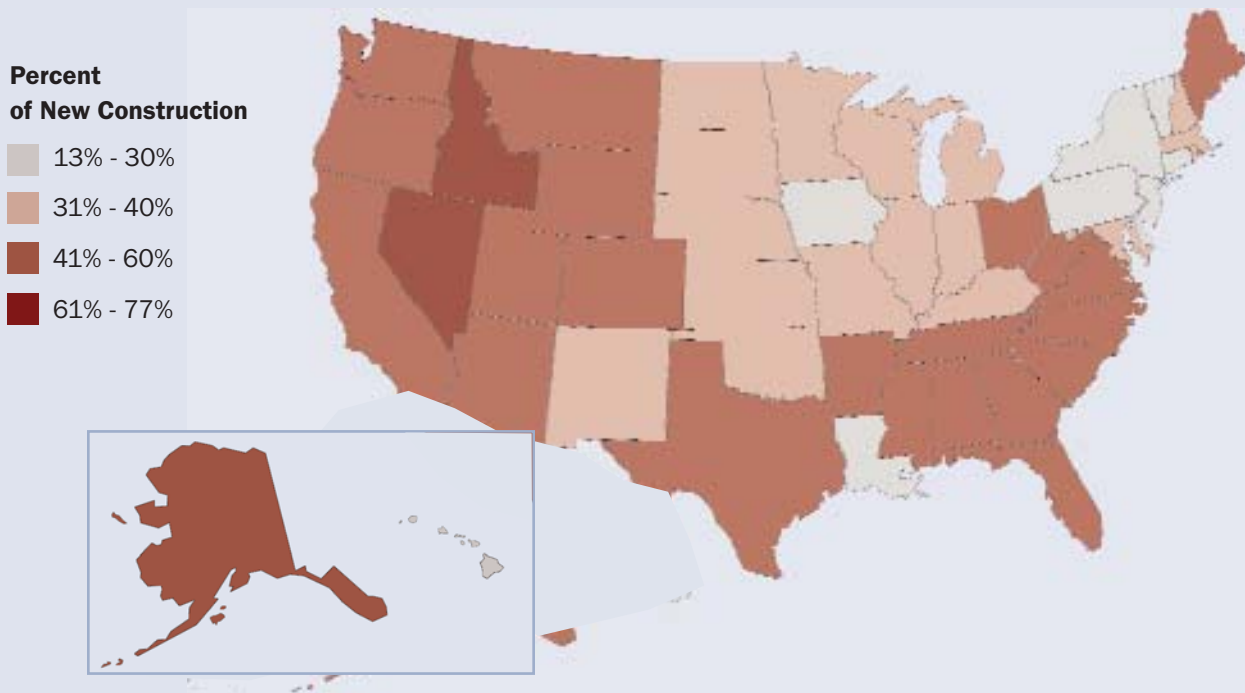 Percent
of New Construction
13% - 30%
31% - 40%
41% - 60%
61% - 77%